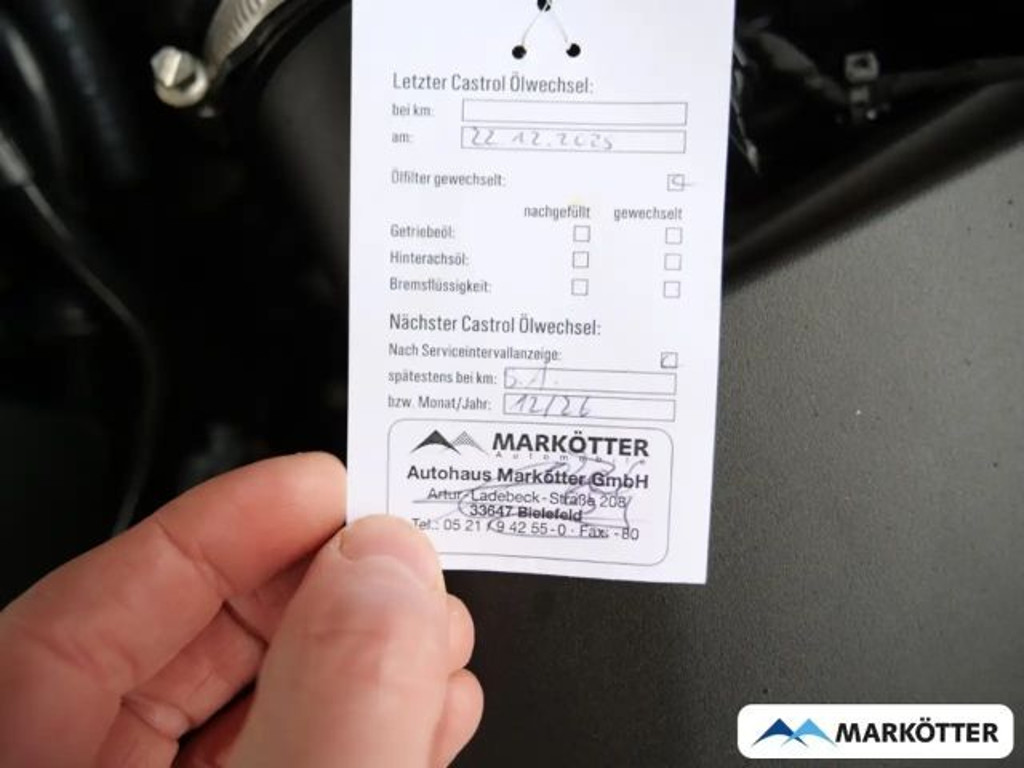 Letzter Castrol Ölwechsel:
bei km:
am: 22.12.2025
Ölfilter gewechselt:
nachgefüllt gewechselt
Getriebeöl:
Hinterachsöl:
Bremsflüssigkeit:
Nächster Castrol Ölwechsel:
Nach Serviceintervallanzeige:
spätestens bei km: S.A.
bzw. Monat/Jahr: 12/26
MARKÖTTER
Automobile
Autohaus Markötter GmbH
Artur-Ladebeck-Straße 208
33647 Bielefeld
Tel.: 05 21 / 9 42 55-0 · Fax: -80
MARKÖTTER